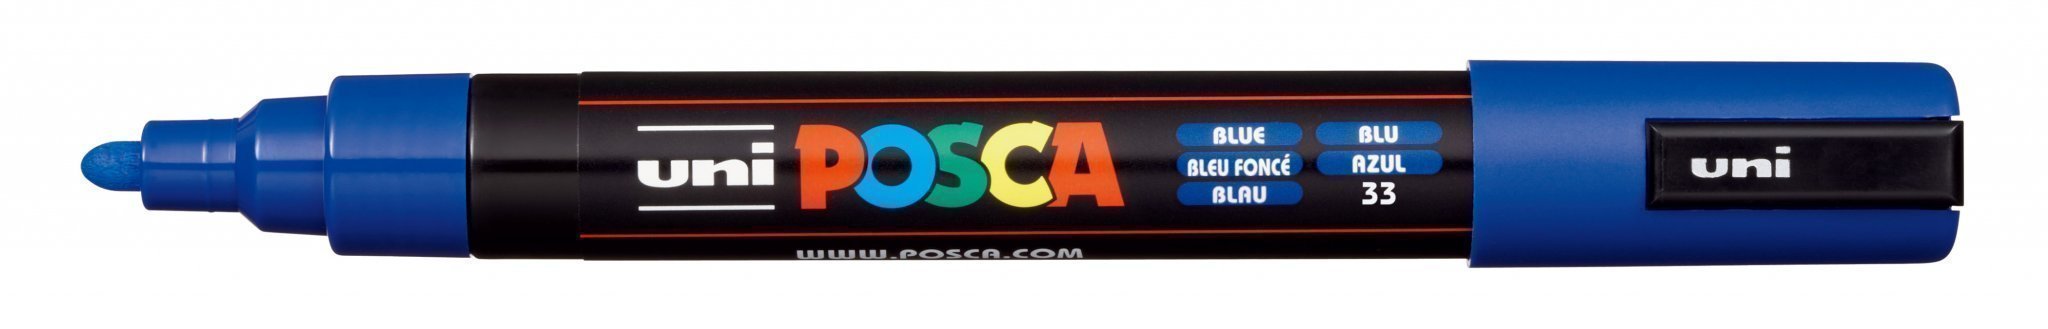 uni POSCA
BLUE
BLEU FONCÉ
BLAU
BLU
AZUL
33
WWW.POSCA.COM
uni